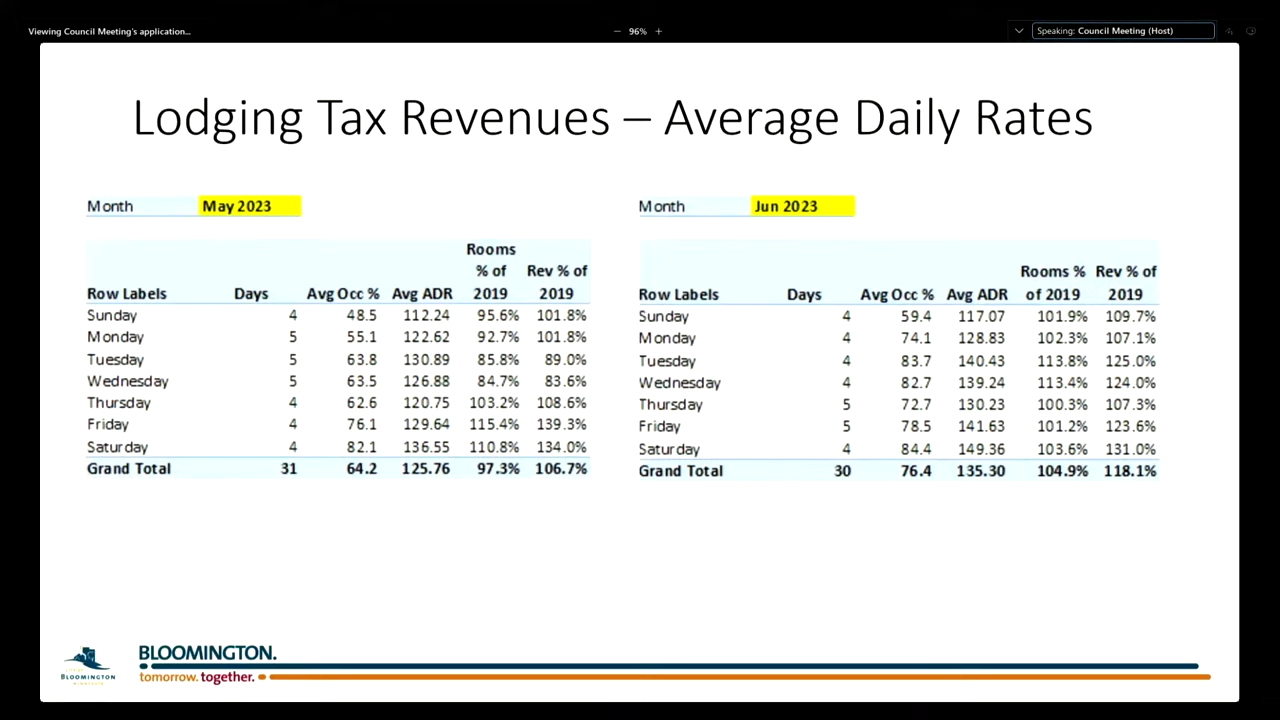 Viewing Council Meeting's application...
− 96% +
Speaking: Council Meeting (Host)
Lodging Tax Revenues – Average Daily Rates
Month May 2023
Rooms
% of Rev % of
Row Labels Days Avg Occ % Avg ADR 2019 2019
Sunday 4 48.5 112.24 95.6% 101.8%
Monday 5 55.1 122.62 92.7% 101.8%
Tuesday 5 63.8 130.89 85.8% 89.0%
Wednesday 5 63.5 126.88 84.7% 83.6%
Thursday 4 62.6 120.75 103.2% 108.6%
Friday 4 76.1 129.64 115.4% 139.3%
Saturday 4 82.1 136.55 110.8% 134.0%
Grand Total 31 64.2 125.76 97.3% 106.7%
Month Jun 2023
Rooms % Rev % of
Row Labels Days Avg Occ % Avg ADR of 2019 2019
Sunday 4 59.4 117.07 101.9% 109.7%
Monday 4 74.1 128.83 102.3% 107.1%
Tuesday 4 83.7 140.43 113.8% 125.0%
Wednesday 4 82.7 139.24 113.4% 124.0%
Thursday 5 72.7 130.23 100.3% 107.3%
Friday 5 78.5 141.63 101.2% 123.6%
Saturday 4 84.4 149.36 103.6% 131.0%
Grand Total 30 76.4 135.30 104.9% 118.1%
BLOOMINGTON
BLOOMINGTON.
tomorrow. together.